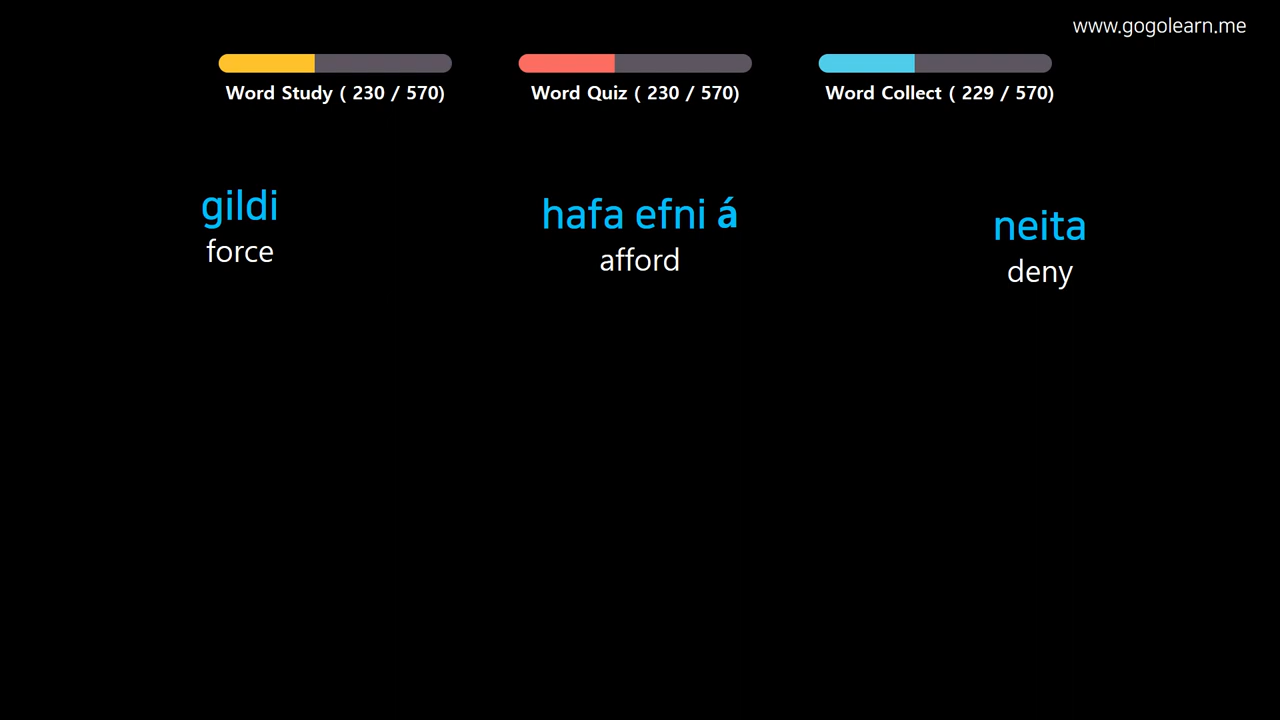 www.gogolearn.me
Word Study ( 230 / 570)
Word Quiz ( 230 / 570)
Word Collect ( 229 / 570)
gildi
force
hafa efni á
afford
neita
deny